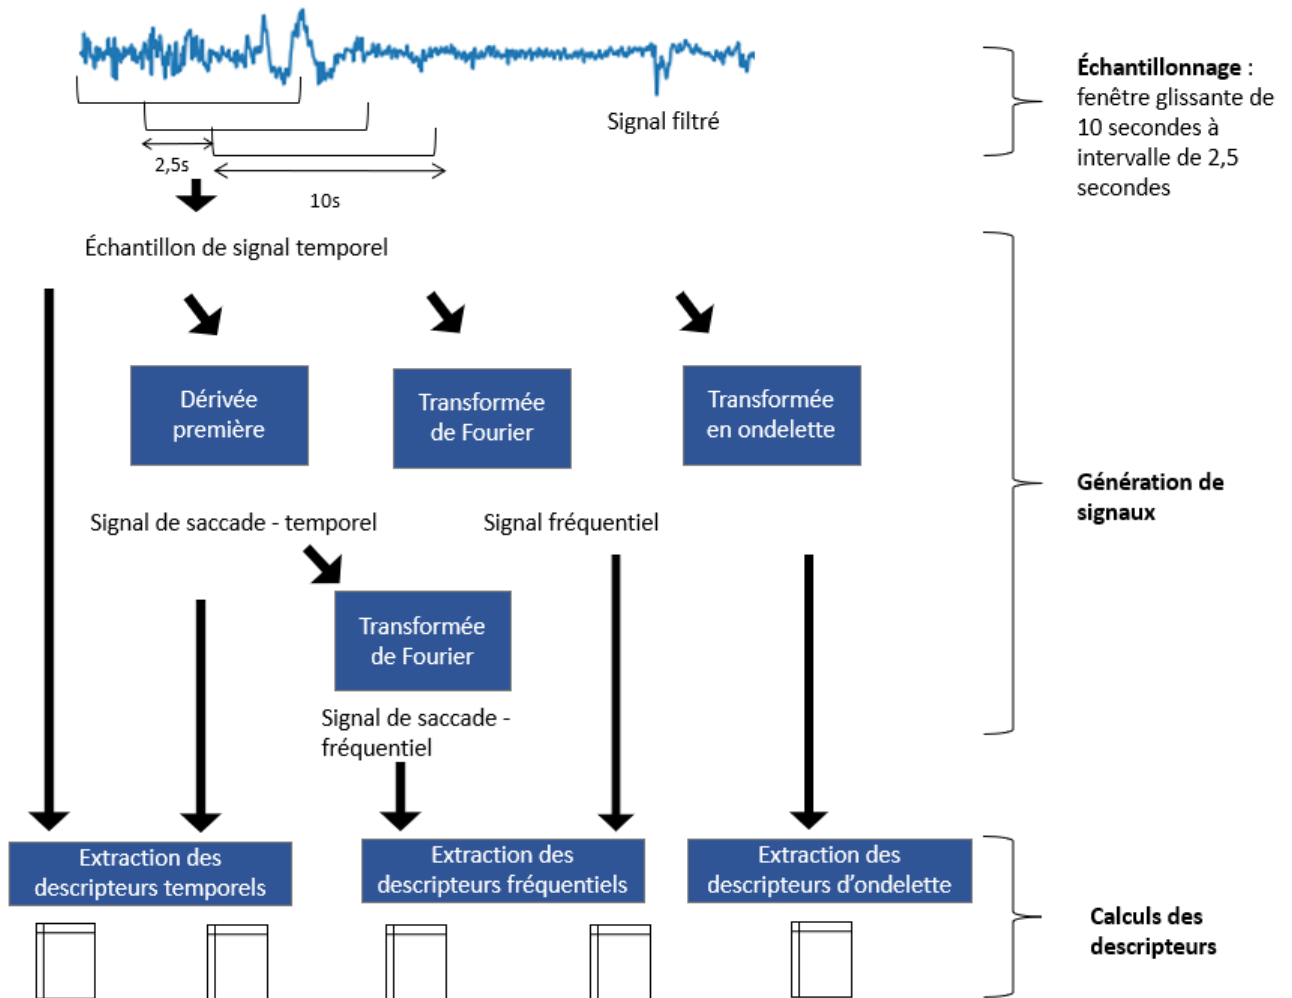 Échantillonnage :
fenêtre glissante de
10 secondes à
intervalle de 2,5
secondes
Signal filtré
2,5s
10s
Échantillon de signal temporel
Dérivée
première
Transformée
de Fourier
Transformée
en ondelette
Génération de
signaux
Signal de saccade - temporel
Signal fréquentiel
Transformée
de Fourier
Signal de saccade -
fréquentiel
Extraction des
descripteurs temporels
Extraction des
descripteurs fréquentiels
Extraction des
descripteurs d’ondelette
Calculs des
descripteurs